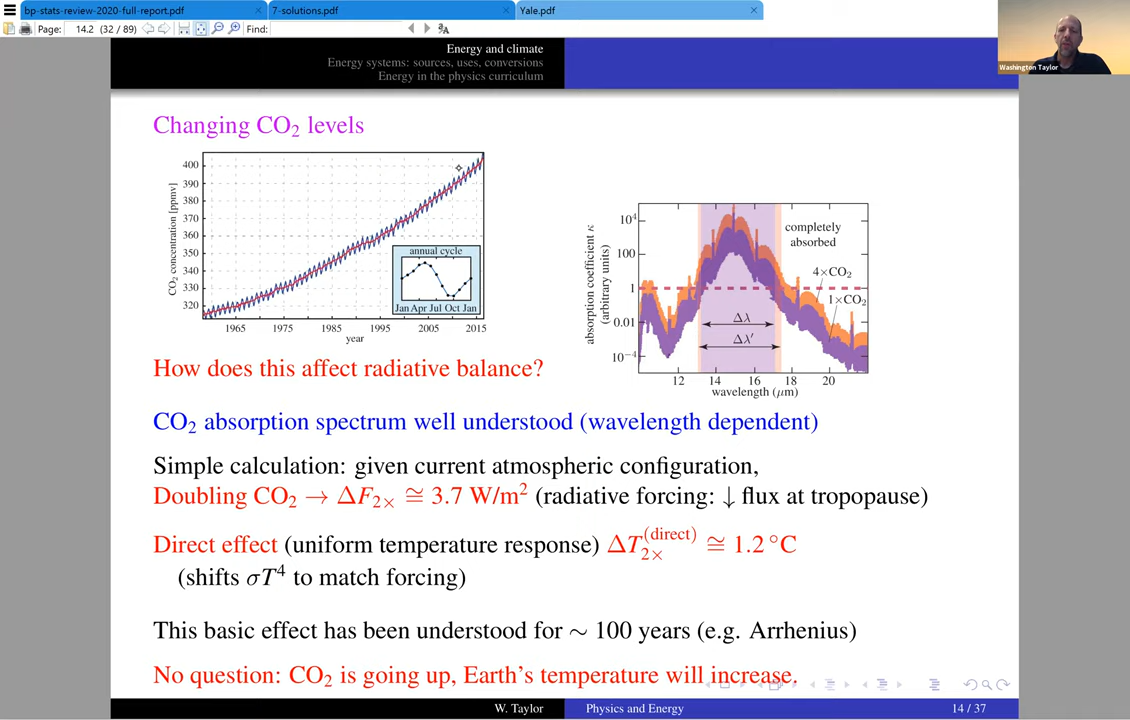 bp-stats-review-2020-full-report.pdf
7-solutions.pdf
Yale.pdf
Page: 14.2 (32 / 89)
Find:
Washington Taylor
Energy and climate
Energy systems: sources, uses, conversions
Energy in the physics curriculum
Changing CO₂ levels
CO₂ concentration [ppmv]
400
390
380
370
360
350
340
330
320
1965 1975 1985 1995 2005 2015
year
annual cycle
Jan Apr Jul Oct Jan
absorption coefficient κ
(arbitrary units)
10⁴
100
1
0.01
10⁻⁴
completely
absorbed
4×CO₂
1×CO₂
Δλ
Δλ′
12 14 16 18 20
wavelength (μm)
How does this affect radiative balance?
CO₂ absorption spectrum well understood (wavelength dependent)
Simple calculation: given current atmospheric configuration,
Doubling CO₂ → ΔF₂ₓ ≅ 3.7 W/m² (radiative forcing: ↓ flux at tropopause)
Direct effect (uniform temperature response) ΔT₂ₓ^(direct) ≅ 1.2 °C
(shifts σT⁴ to match forcing)
This basic effect has been understood for ∼ 100 years (e.g. Arrhenius)
No question: CO₂ is going up, Earth's temperature will increase.
W. Taylor
Physics and Energy
14 / 37